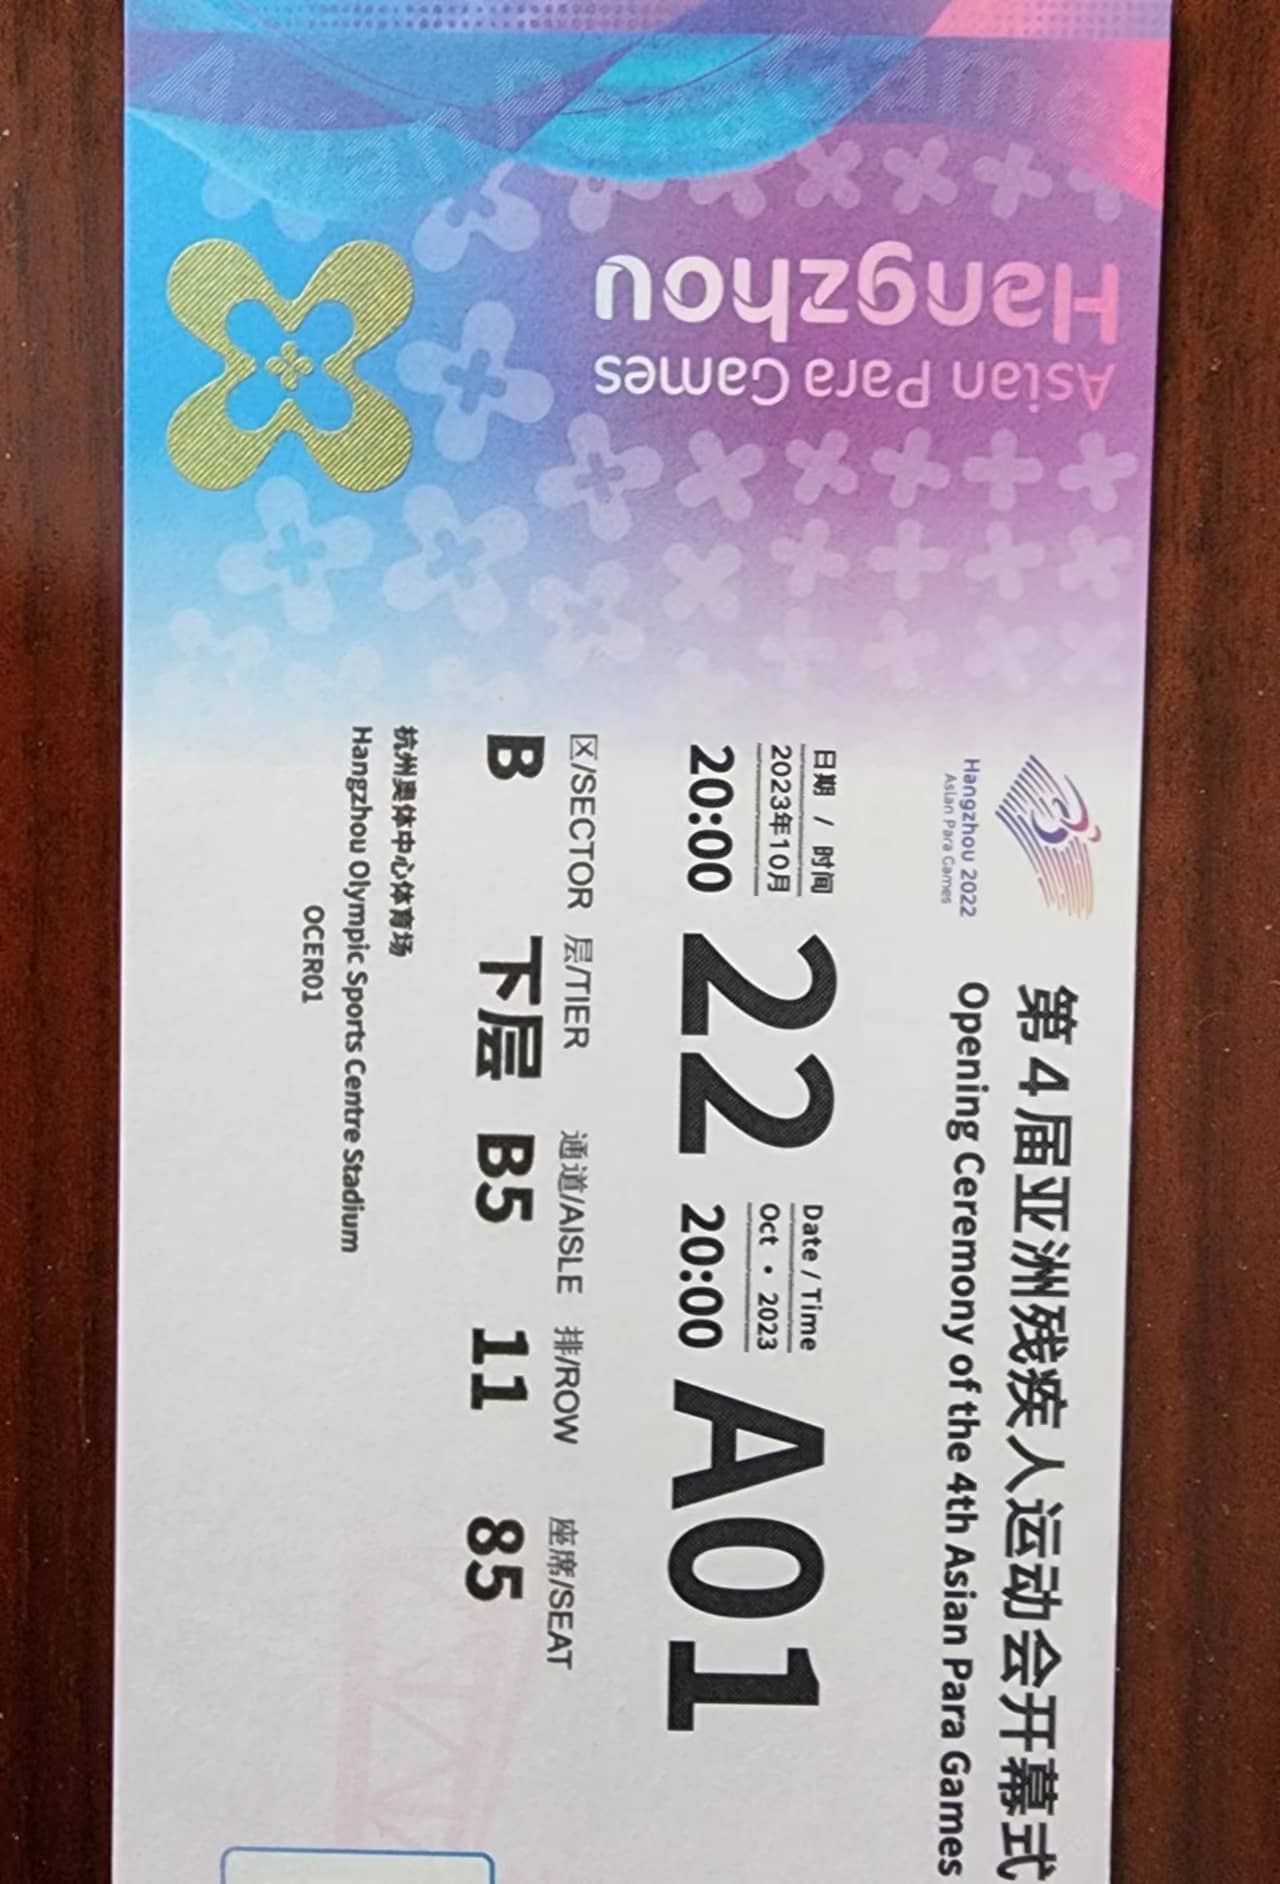 Asian Para Game
Hangzhou
Asian Para Games
Hangzhou 2022
Asian Para Games
第4届亚洲残疾人运动会开幕式
Opening Ceremony of the 4th Asian Para Games
日期 / 时间
2023年10月
20:00
22
Date / Time
Oct · 2023
20:00
A01
区/SECTOR 层/TIER 通道/AISLE 排/ROW 座席/SEAT
B 下层 B5 11 85
杭州奥体中心体育场
Hangzhou Olympic Sports Centre Stadium
OCER01